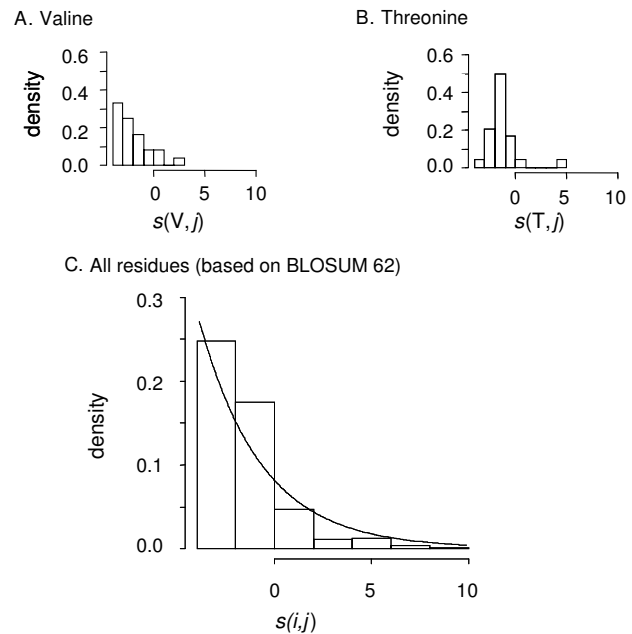 A. Valine
density
0.6
0.4
0.2
0.0
0 5 10
s(V,j)
B. Threonine
density
0.6
0.4
0.2
0.0
0 5 10
s(T,j)
C. All residues (based on BLOSUM 62)
density
0.3
0.2
0.1
0.0
0 5 10
s(i,j)